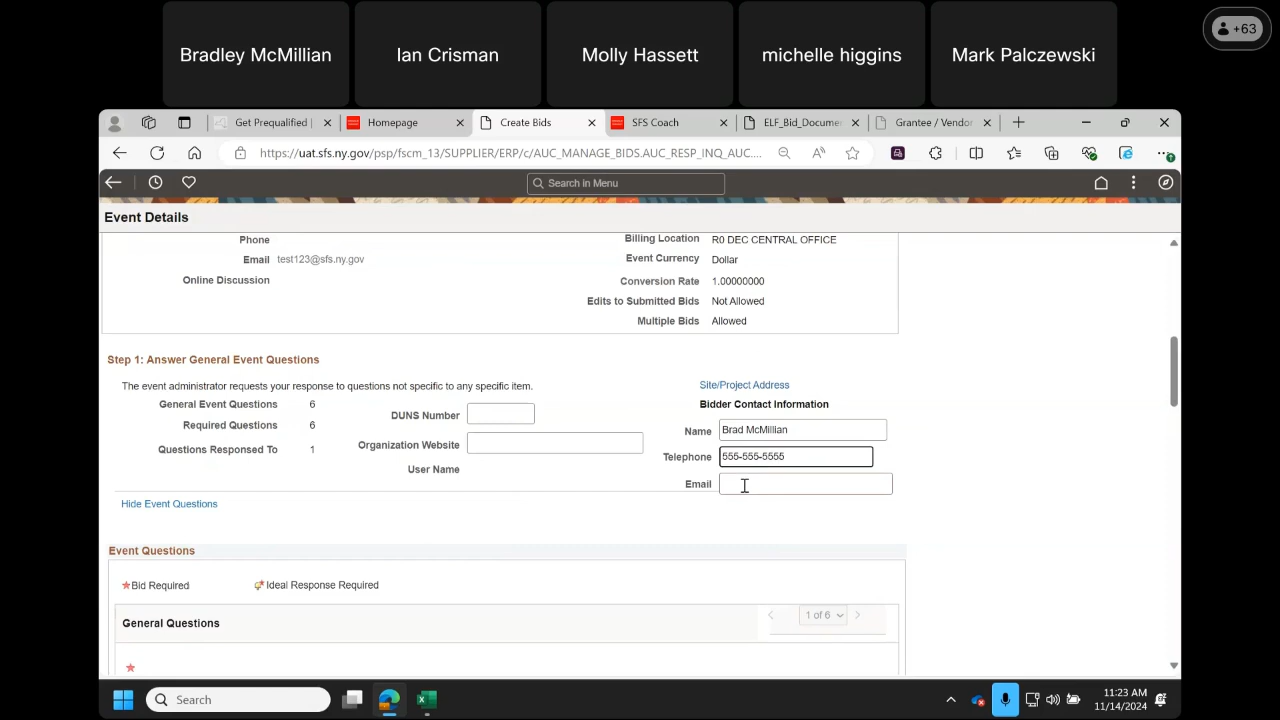 Bradley McMillian
Ian Crisman
Molly Hassett
michelle higgins
Mark Palczewski
+63
Get Prequalified |
Homepage
Create Bids
SFS Coach
ELF_Bid_Documen
Grantee / Vendor
https://uat.sfs.ny.gov/psp/fscm_13/SUPPLIER/ERP/c/AUC_MANAGE_BIDS.AUC_RESP_INQ_AUC....
Search in Menu
Event Details
Phone
Billing Location R0 DEC CENTRAL OFFICE
Email test123@sfs.ny.gov
Event Currency Dollar
Online Discussion
Conversion Rate 1.00000000
Edits to Submitted Bids Not Allowed
Multiple Bids Allowed
Step 1: Answer General Event Questions
The event administrator requests your response to questions not specific to any specific item.
Site/Project Address
General Event Questions 6
Bidder Contact Information
DUNS Number
Required Questions 6
Name Brad McMillian
Organization Website
Questions Responsed To 1
Telephone 555-555-5555
User Name
Email
Hide Event Questions
Event Questions
Bid Required
Ideal Response Required
General Questions
1 of 6
Search
11:23 AM
11/14/2024